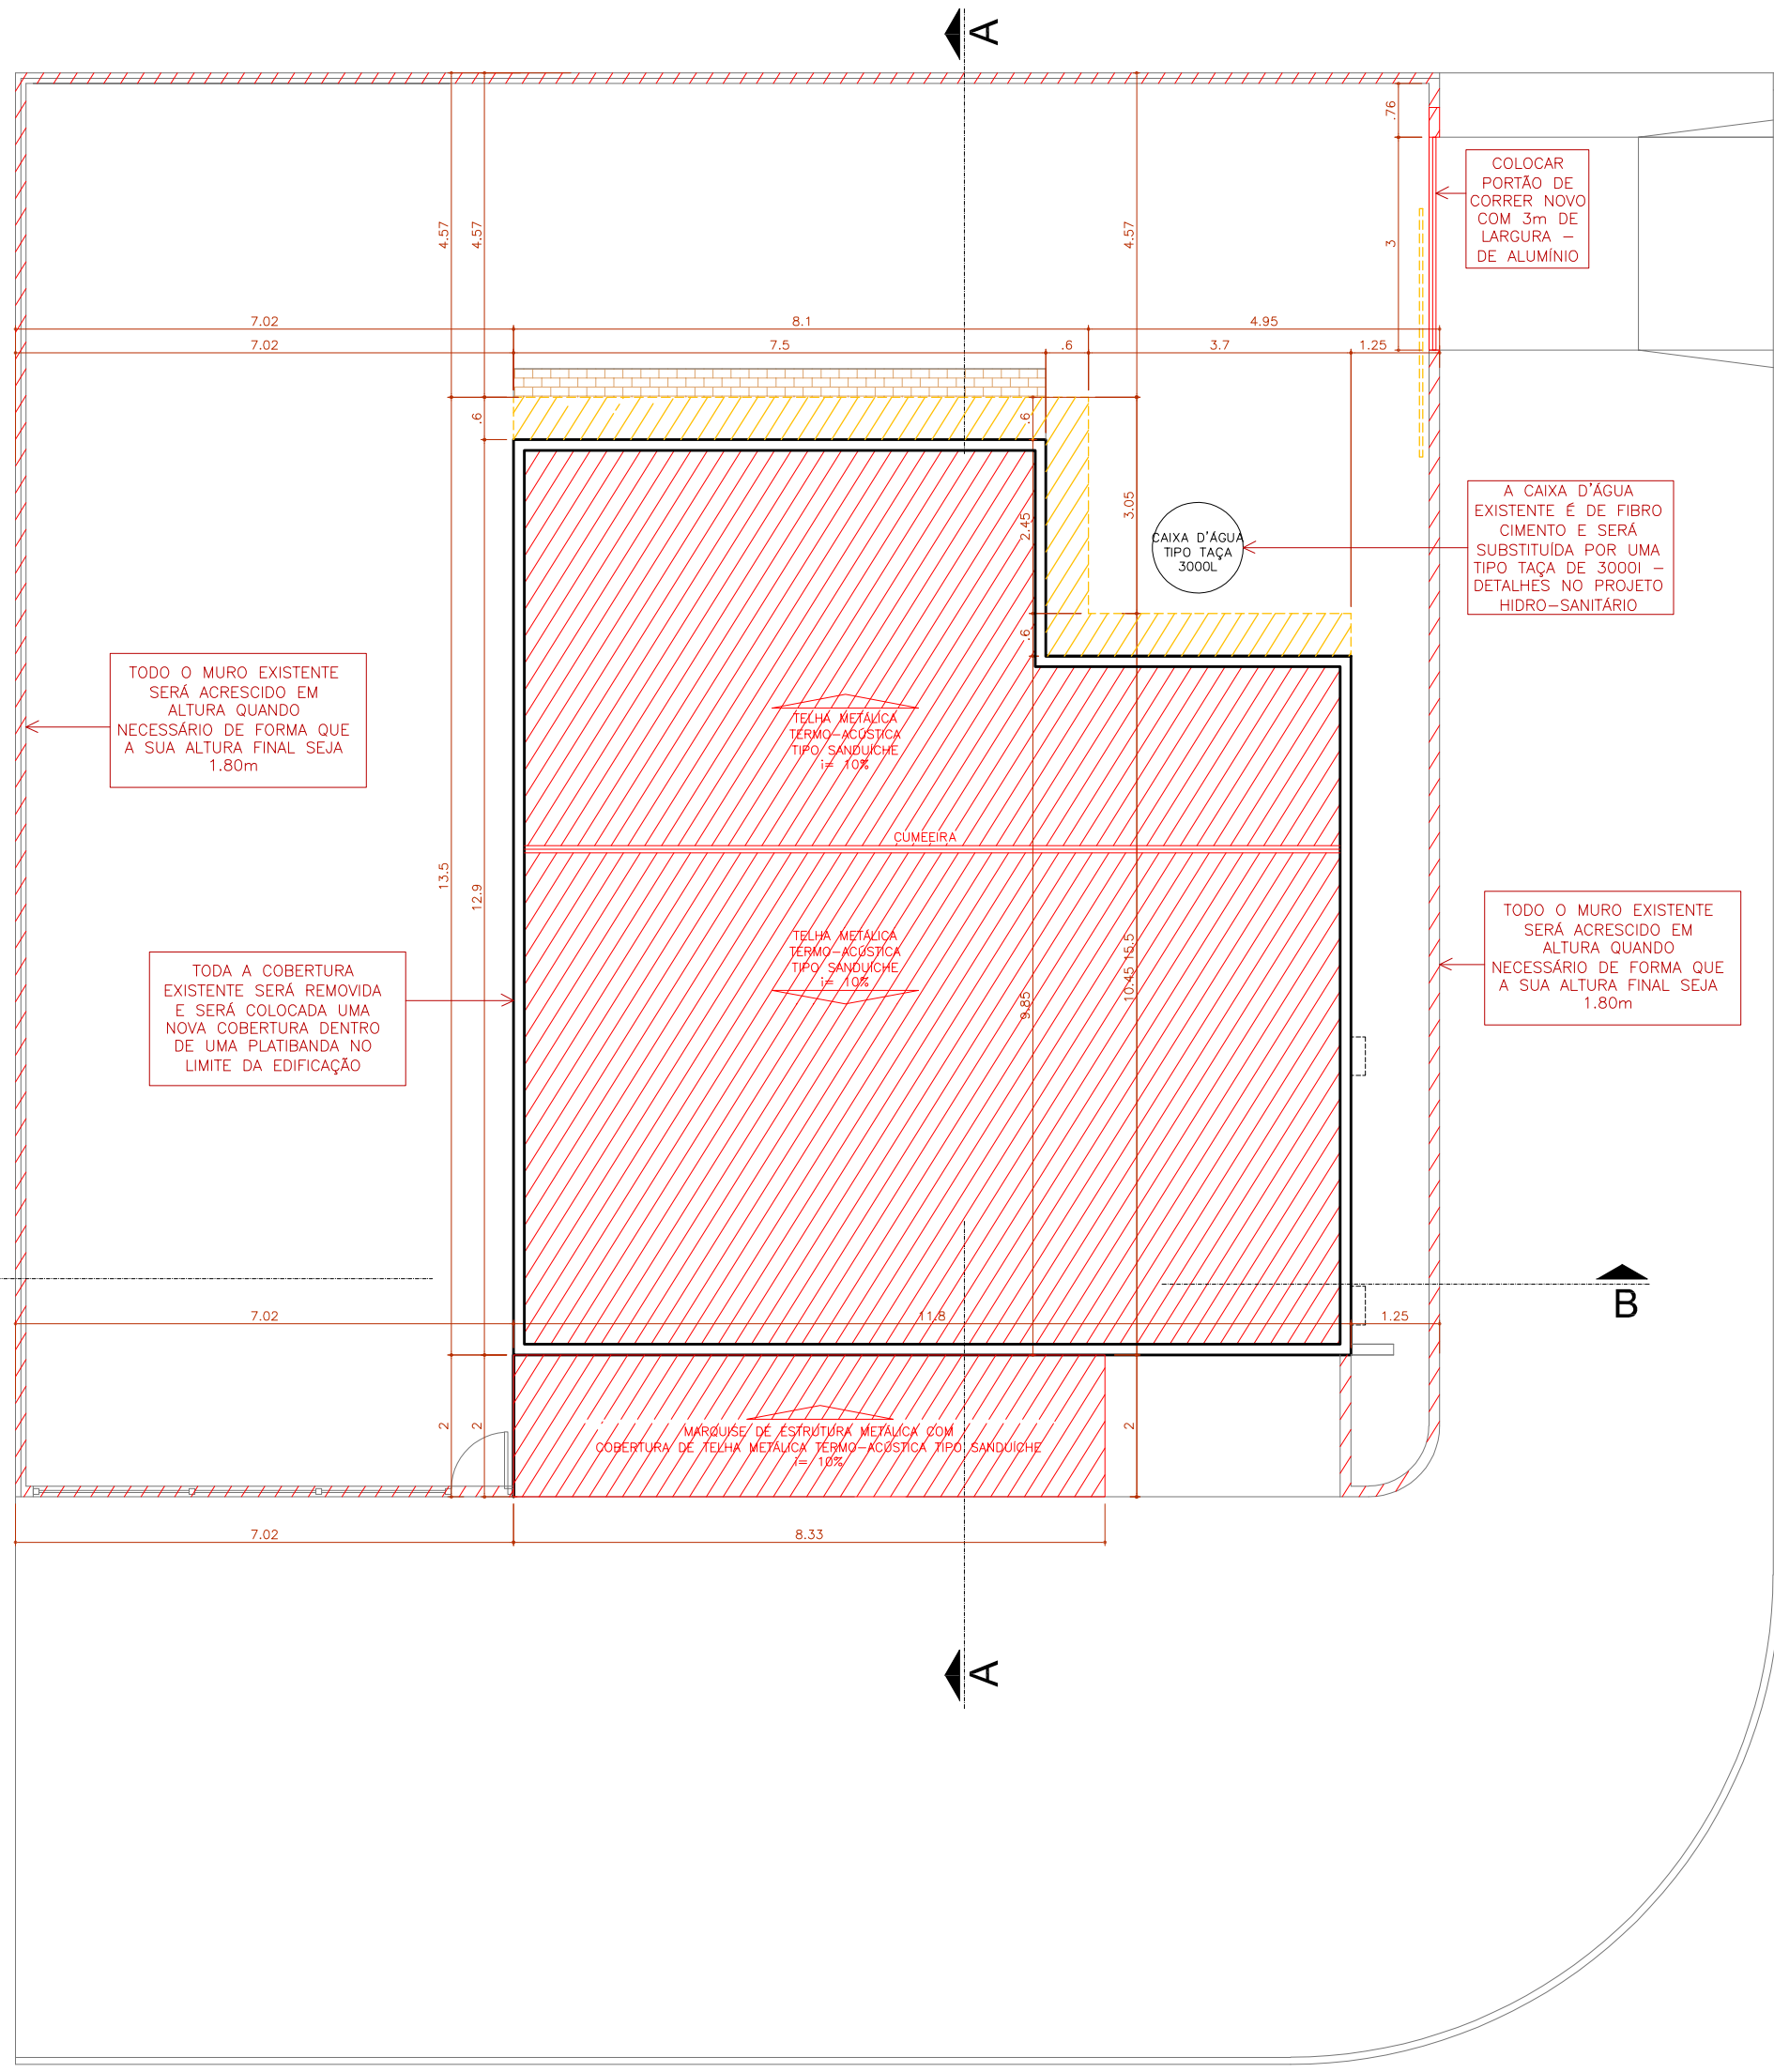 A
.76
COLOCAR
PORTÃO DE
CORRER NOVO
COM 3m DE
LARGURA –
DE ALUMÍNIO
4.57
4.57
4.57
3
7.02
8.1
4.95
7.02
7.5
.6
3.7
1.25
.6
.6
2.45
3.05
.6
CAIXA D'ÁGUA
TIPO TAÇA
3000L
A CAIXA D'ÁGUA
EXISTENTE É DE FIBRO
CIMENTO E SERÁ
SUBSTITUÍDA POR UMA
TIPO TAÇA DE 3000l –
DETALHES NO PROJETO
HIDRO–SANITÁRIO
TODO O MURO EXISTENTE
SERÁ ACRESCIDO EM
ALTURA QUANDO
NECESSÁRIO DE FORMA QUE
A SUA ALTURA FINAL SEJA
1.80m
TELHA METÁLICA
TERMO–ACÚSTICA
TIPO SANDUÍCHE
i= 10%
CUMEEIRA
13.5
12.9
TELHA METÁLICA
TERMO–ACÚSTICA
TIPO SANDUÍCHE
i= 10%
9.85
10.45
15.5
TODO O MURO EXISTENTE
SERÁ ACRESCIDO EM
ALTURA QUANDO
NECESSÁRIO DE FORMA QUE
A SUA ALTURA FINAL SEJA
1.80m
TODA A COBERTURA
EXISTENTE SERÁ REMOVIDA
E SERÁ COLOCADA UMA
NOVA COBERTURA DENTRO
DE UMA PLATIBANDA NO
LIMITE DA EDIFICAÇÃO
B
7.02
11.8
1.25
2
2
2
MARQUISE DE ESTRUTURA METÁLICA COM
COBERTURA DE TELHA METÁLICA TERMO–ACÚSTICA TIPO SANDUÍCHE
i= 10%
7.02
8.33
A